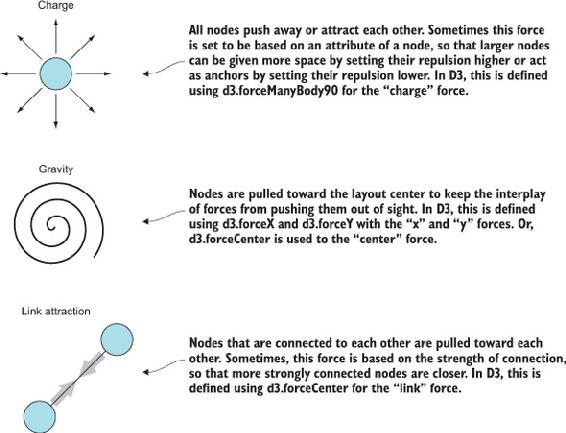 Charge
All nodes push away or attract each other. Sometimes this force
is set to be based on an attribute of a node, so that larger nodes
can be given more space by setting their repulsion higher or act
as anchors by setting their repulsion lower. In D3, this is defined
using d3.forceManyBody90 for the “charge” force.
Gravity
Nodes are pulled toward the layout center to keep the interplay
of forces from pushing them out of sight. In D3, this is defined
using d3.forceX and d3.forceY with the “x” and “y” forces. Or,
d3.forceCenter is used to the “center” force.
Link attraction
Nodes that are connected to each other are pulled toward each
other. Sometimes, this force is based on the strength of connection,
so that more strongly connected nodes are closer. In D3, this is
defined using d3.forceCenter for the “link” force.